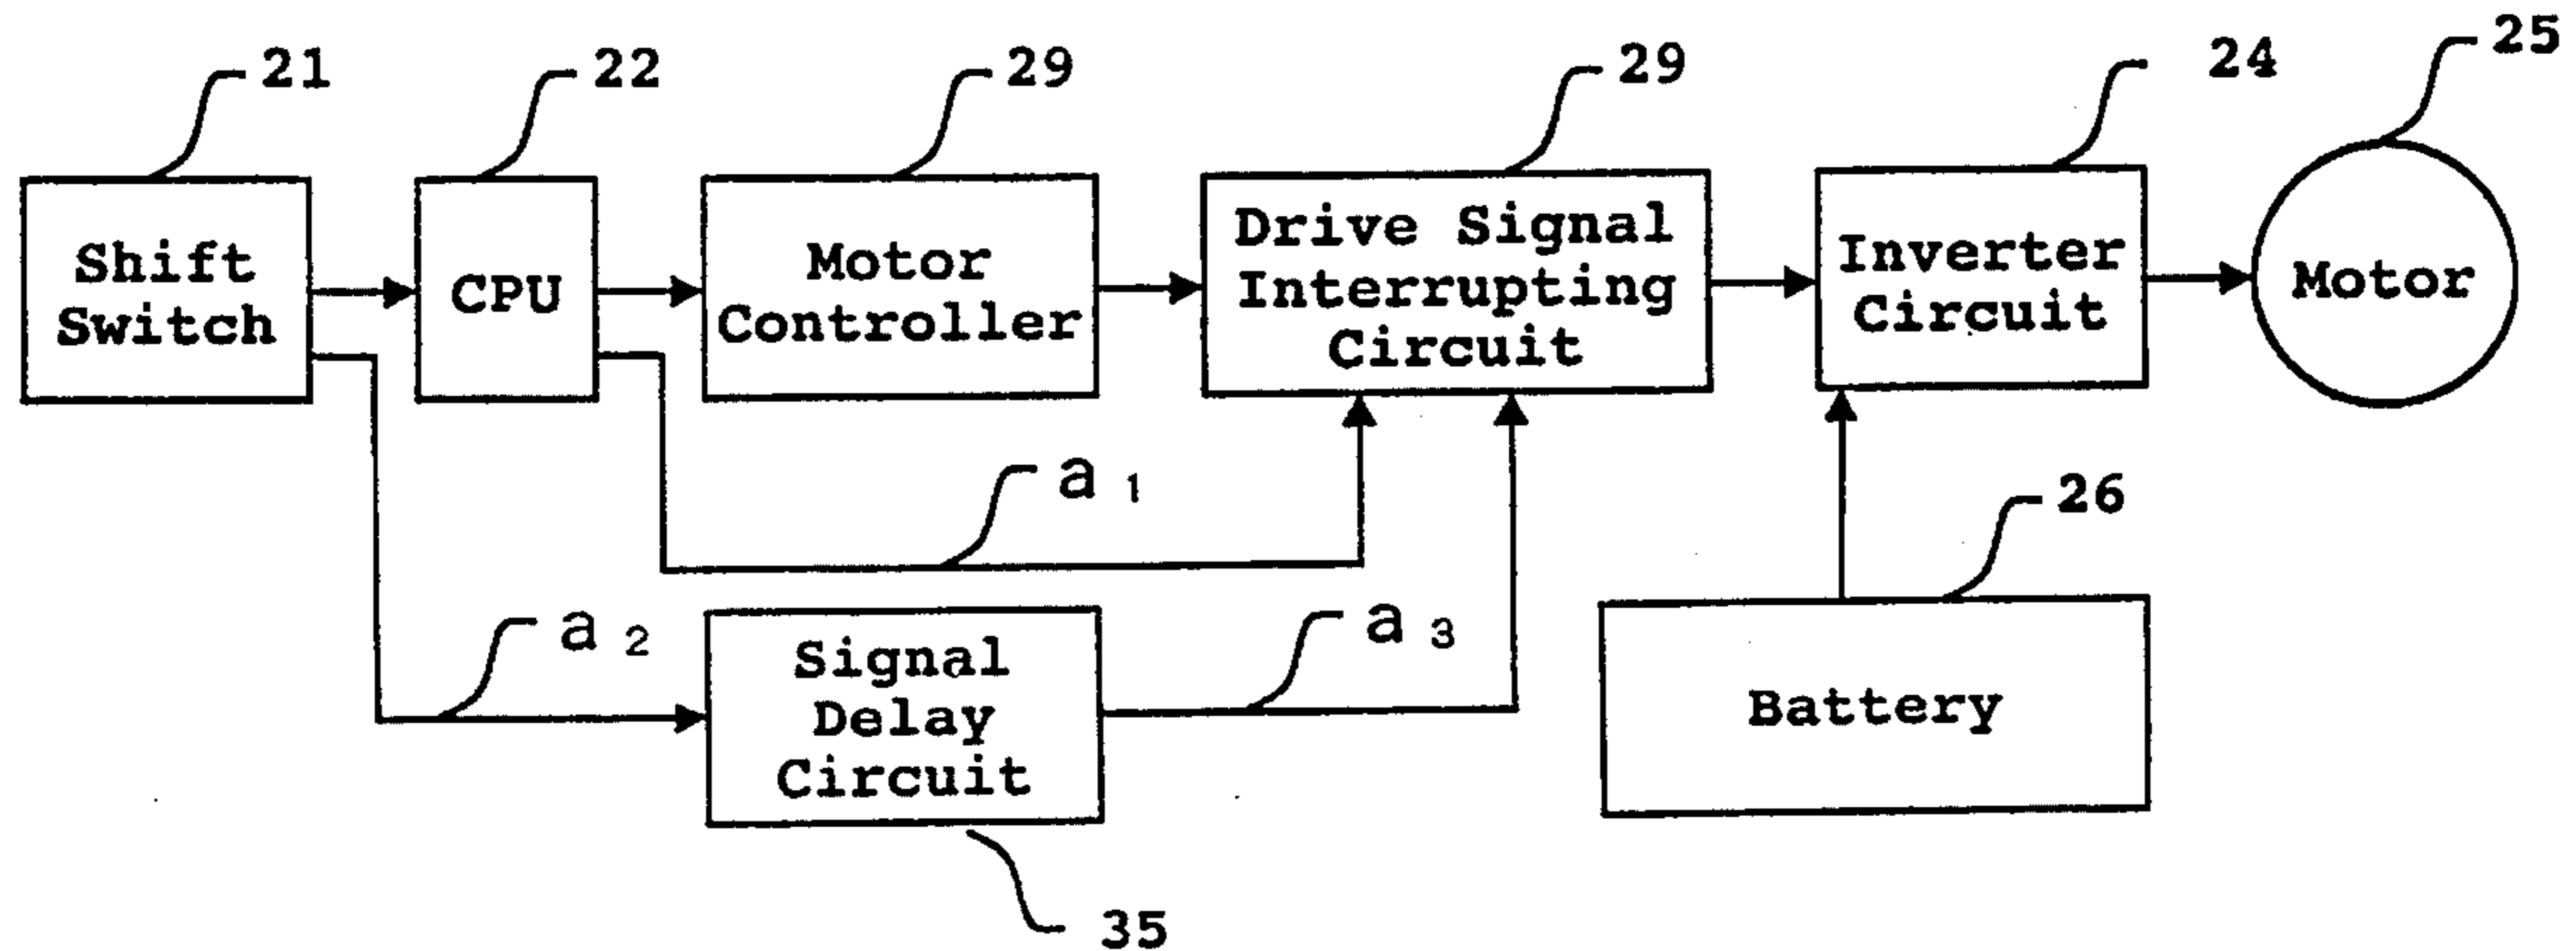 21
22
29
29
24
25
Shift
Switch
CPU
Motor
Controller
Drive Signal
Interrupting
Circuit
Inverter
Circuit
Motor
a 1
26
a 2
Signal
Delay
Circuit
a 3
Battery
35